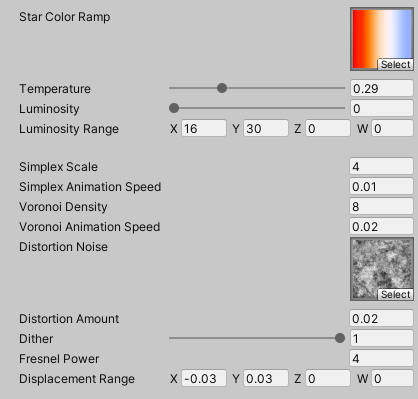 Star Color Ramp
Select
Temperature 0.29
Luminosity 0
Luminosity Range X 16 Y 30 Z 0 W 0
Simplex Scale 4
Simplex Animation Speed 0.01
Voronoi Density 8
Voronoi Animation Speed 0.02
Distortion Noise
Select
Distortion Amount 0.02
Dither 1
Fresnel Power 4
Displacement Range X -0.03 Y 0.03 Z 0 W 0